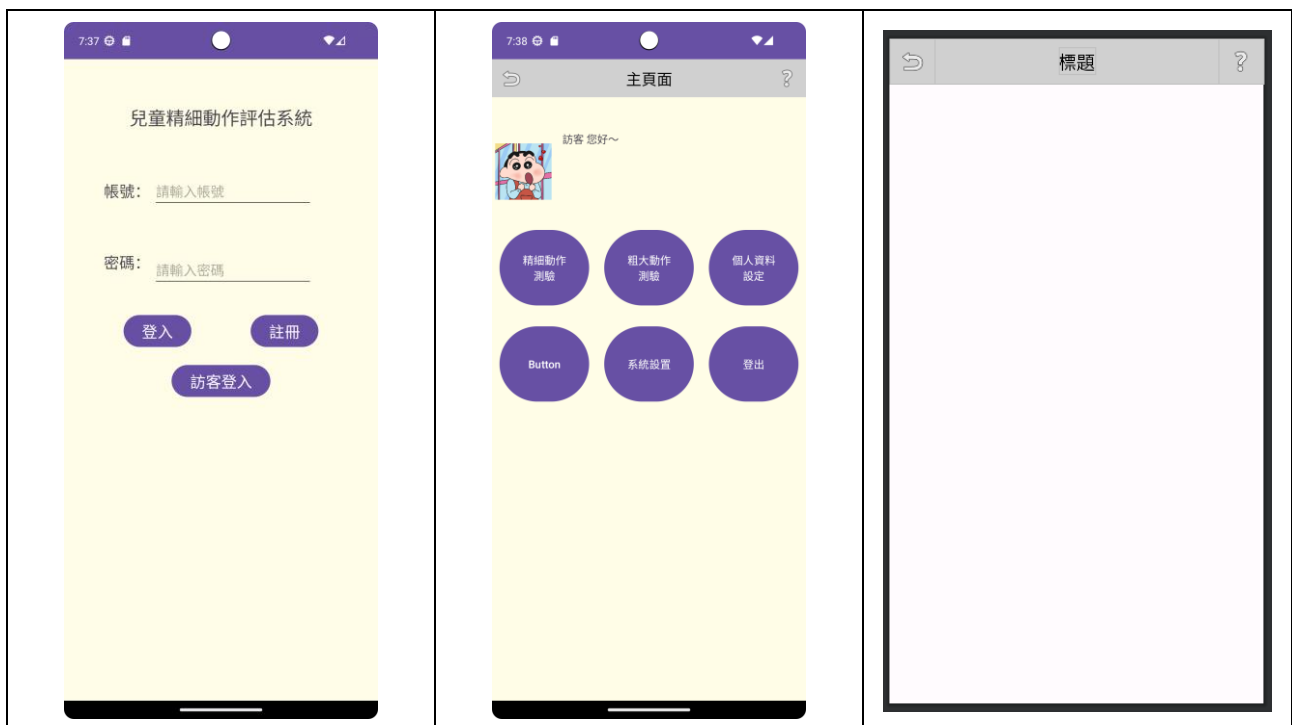 7:37
兒童精細動作評估系統
帳號: 請輸入帳號
密碼: 請輸入密碼
登入 註冊
訪客登入
7:38
主頁面
訪客 您好～
精細動作
測驗
粗大動作
測驗
個人資料
設定
Button
系統設置
登出
標題